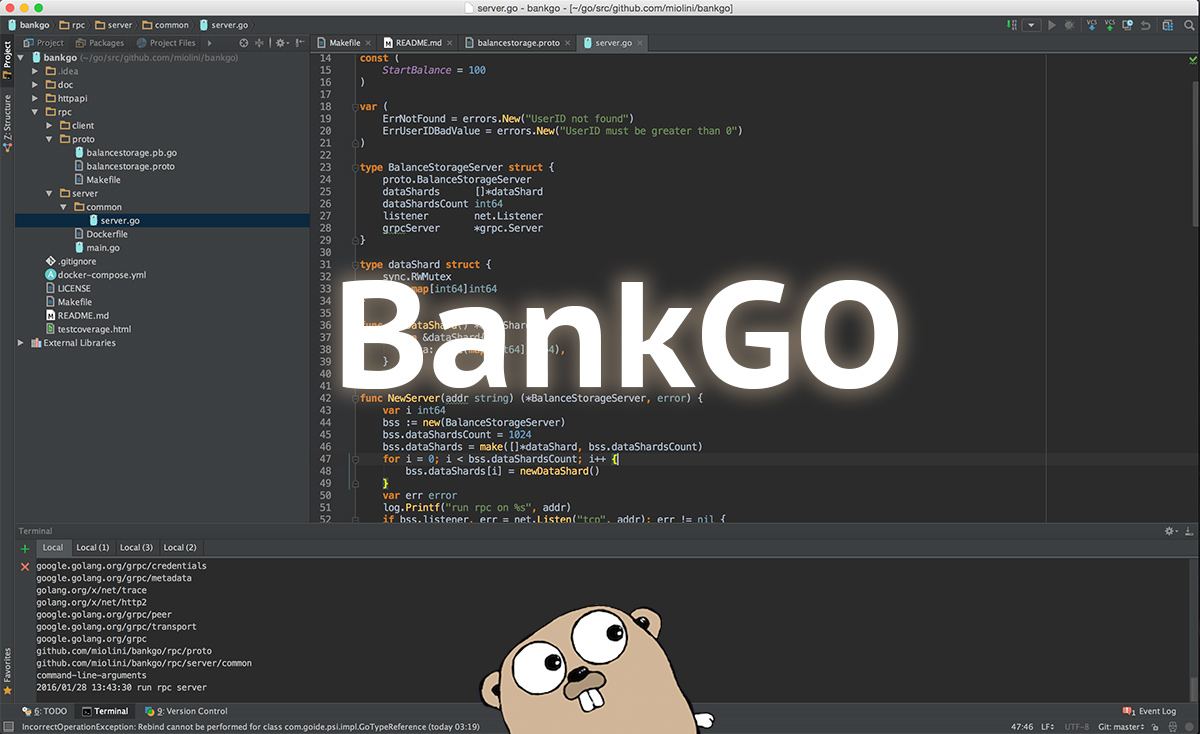 server.go - bankgo - [~/go/src/github.com/miolini/bankgo]
bankgo rpc server common server.go
Project Packages Project Files
Makefile README.md balancestorage.proto server.go
1: Project
Z: Structure
Favorites
bankgo (~/go/src/github.com/miolini/bankgo)
.idea
doc
httpapi
rpc
client
proto
balancestorage.pb.go
balancestorage.proto
Makefile
server
common
server.go
Dockerfile
main.go
.gitignore
docker-compose.yml
LICENSE
Makefile
README.md
testcoverage.html
External Libraries
14 const (
15 StartBalance = 100
16 )
17
18 var (
19 ErrNotFound = errors.New("UserID not found")
20 ErrUserIDBadValue = errors.New("UserID must be greater than 0")
21 )
22
23 type BalanceStorageServer struct {
24 proto.BalanceStorageServer
25 dataShards []*dataShard
26 dataShardsCount int64
27 listener net.Listener
28 grpcServer *grpc.Server
29 }
30
31 type dataShard struct {
32 sync.RWMutex
33 map[int64]int64
34
35
36
37 &dataShard
38
39 }
40
41
BankGO
42 func NewServer(addr string) (*BalanceStorageServer, error) {
43 var i int64
44 bss := new(BalanceStorageServer)
45 bss.dataShardsCount = 1024
46 bss.dataShards = make([]*dataShard, bss.dataShardsCount)
47 for i = 0; i < bss.dataShardsCount; i++ {
48 bss.dataShards[i] = newDataShard()
49 }
50 var err error
51 log.Printf("run rpc on %s", addr)
52 if bss.listener, err = net.Listen("tcp", addr); err != nil {
Terminal
Local Local (1) Local (3) Local (2)
google.golang.org/grpc/credentials
google.golang.org/grpc/metadata
golang.org/x/net/trace
golang.org/x/net/http2
google.golang.org/grpc/peer
google.golang.org/grpc/transport
google.golang.org/grpc
github.com/miolini/bankgo/rpc/proto
github.com/miolini/bankgo/rpc/server/common
command-line-arguments
2016/01/28 13:43:30 run rpc server
6: TODO Terminal 9: Version Control Event Log
IncorrectOperationException: Rebind cannot be performed for class com.goide.psi.impl.GoTypeReference (today 03:19) 47:46 LF UTF-8 Git: master